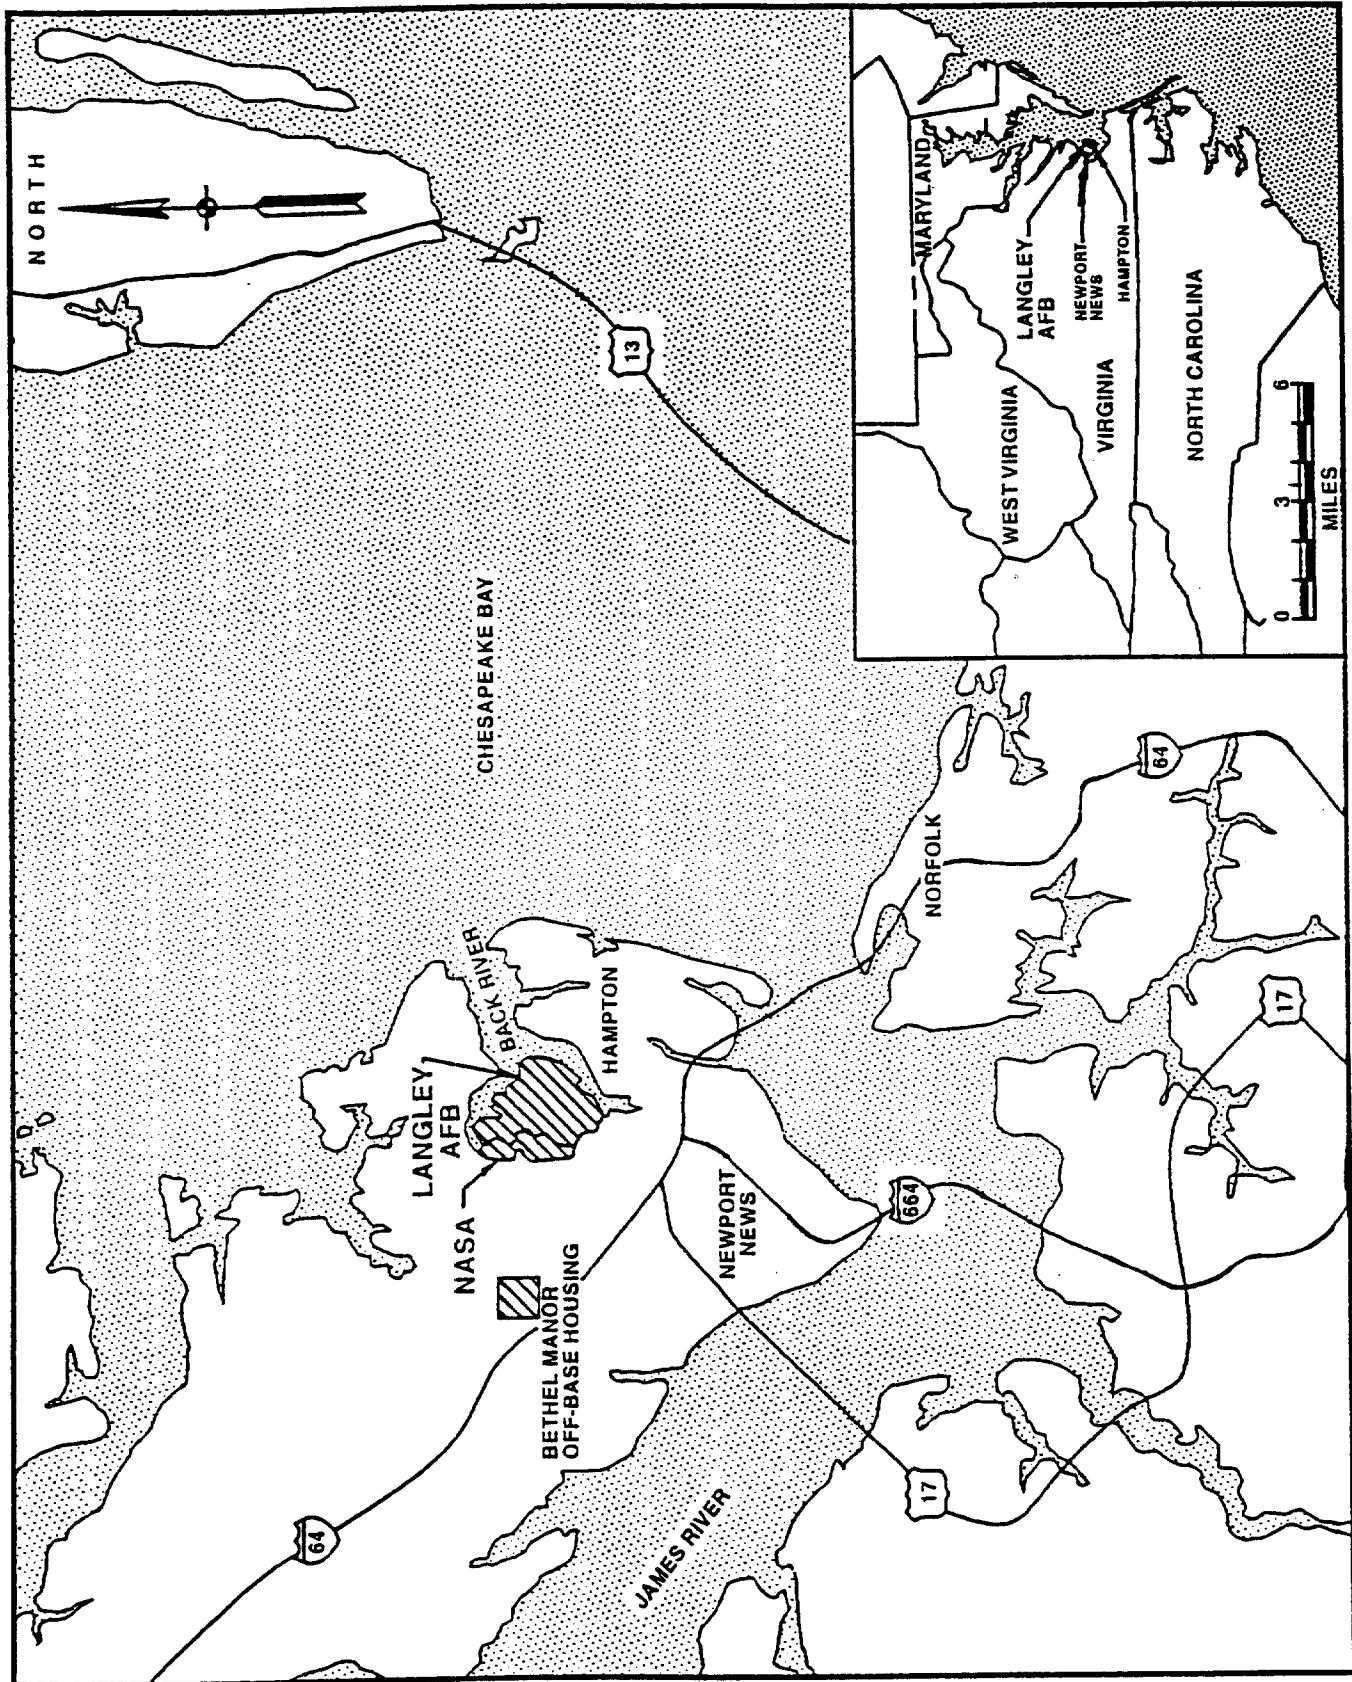 NORTH
13
CHESAPEAKE BAY
BACK RIVER
LANGLEY
AFB
NASA
HAMPTON
BETHEL MANOR
OFF-BASE HOUSING
NEWPORT
NEWS
NORFOLK
JAMES RIVER
64
64
664
17
17
MARYLAND
LANGLEY
AFB
NEWPORT
NEWS
HAMPTON
WEST VIRGINIA
VIRGINIA
NORTH CAROLINA
0 3 6
MILES